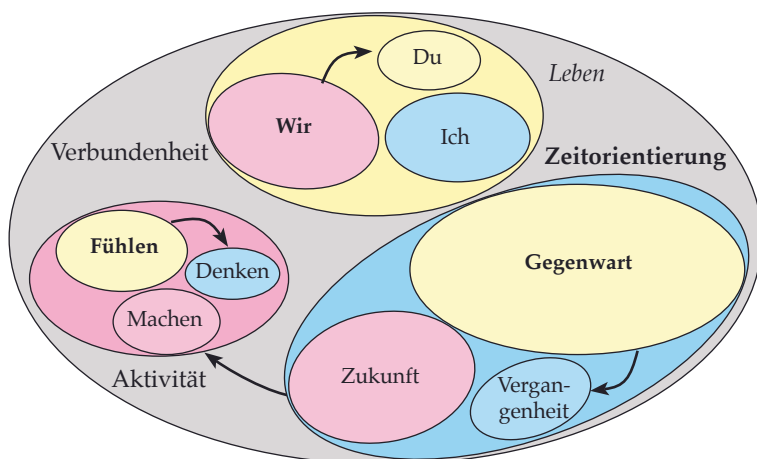 Du
Leben
Wir
Ich
Verbundenheit
Zeitorientierung
Fühlen
Denken
Gegenwart
Machen
Zukunft
Aktivität
Vergan-
genheit